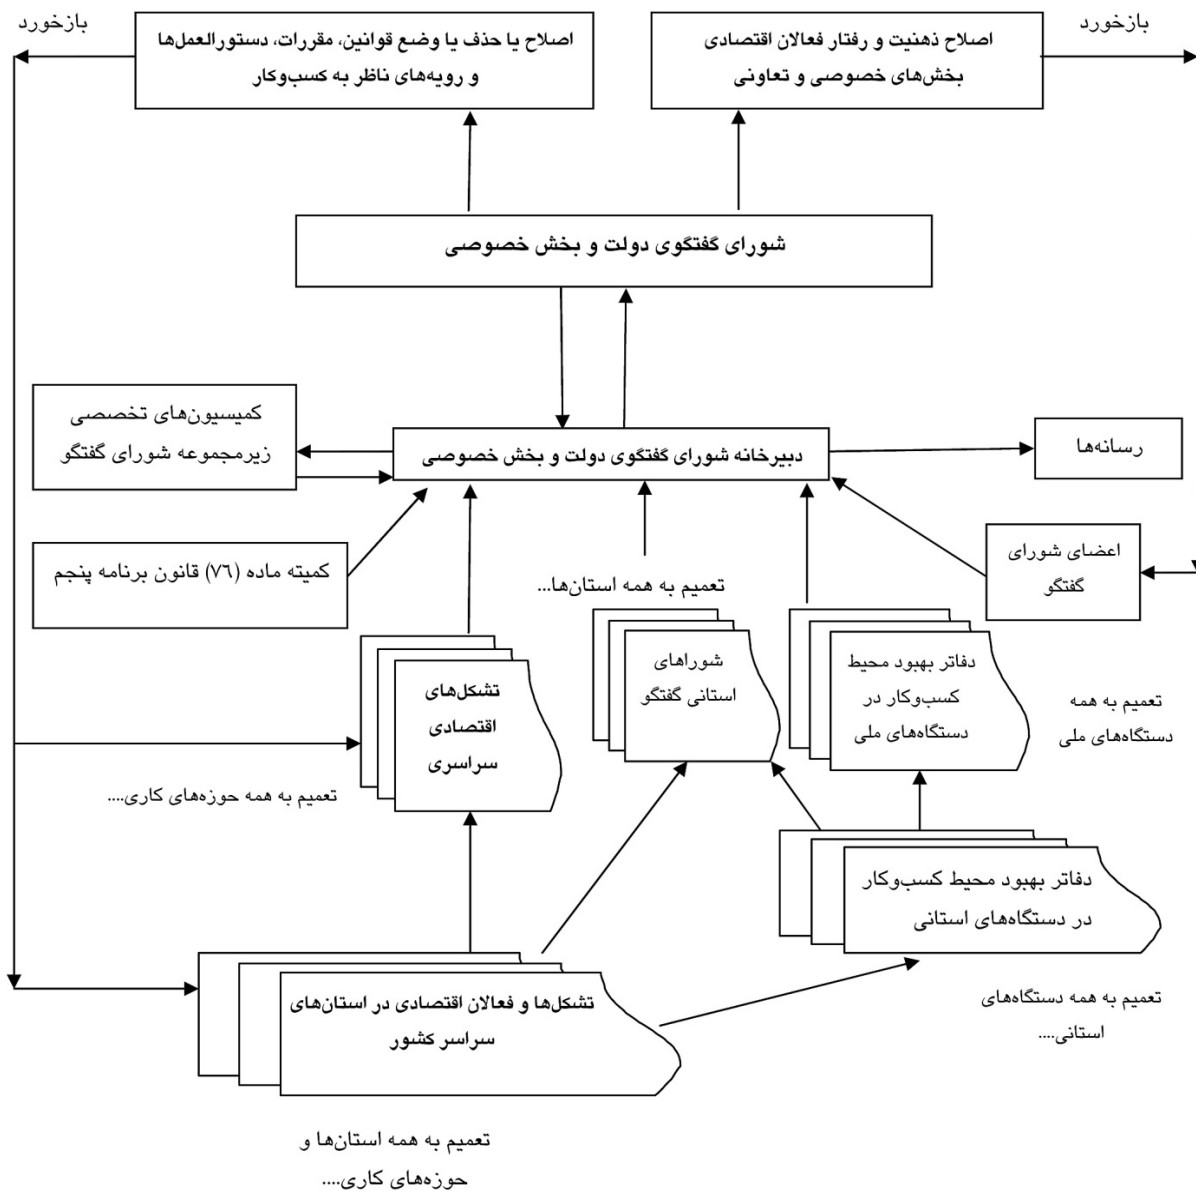 بازخورد
اصلاح ذهنیت و رفتار فعالان اقتصادی
بخش‌های خصوصی و تعاونی
اصلاح یا حذف یا وضع قوانین، مقررات، دستورالعمل‌ها
و رویه‌های ناظر به کسب‌وکار
بازخورد
شورای گفتگوی دولت و بخش خصوصی
رسانه‌ها
دبیرخانه شورای گفتگوی دولت و بخش خصوصی
کمیسیون‌های تخصصی
زیرمجموعه شورای گفتگو
اعضای شورای
گفتگو
کمیته ماده (٧٦) قانون برنامه پنجم
تعمیم به همه استان‌ها...
دفاتر بهبود محیط
کسب‌وکار در
دستگاه‌های ملی
تعمیم به همه
دستگاه‌های ملی
شوراهای
استانی گفتگو
تشکل‌های
اقتصادی
سراسری
تعمیم به همه حوزه‌های کاری....
دفاتر بهبود محیط کسب‌وکار
در دستگاه‌های استانی
تعمیم به همه دستگاه‌های
استانی....
تشکل‌ها و فعالان اقتصادی در استان‌های
سراسر کشور
تعمیم به همه استان‌ها و
حوزه‌های کاری....